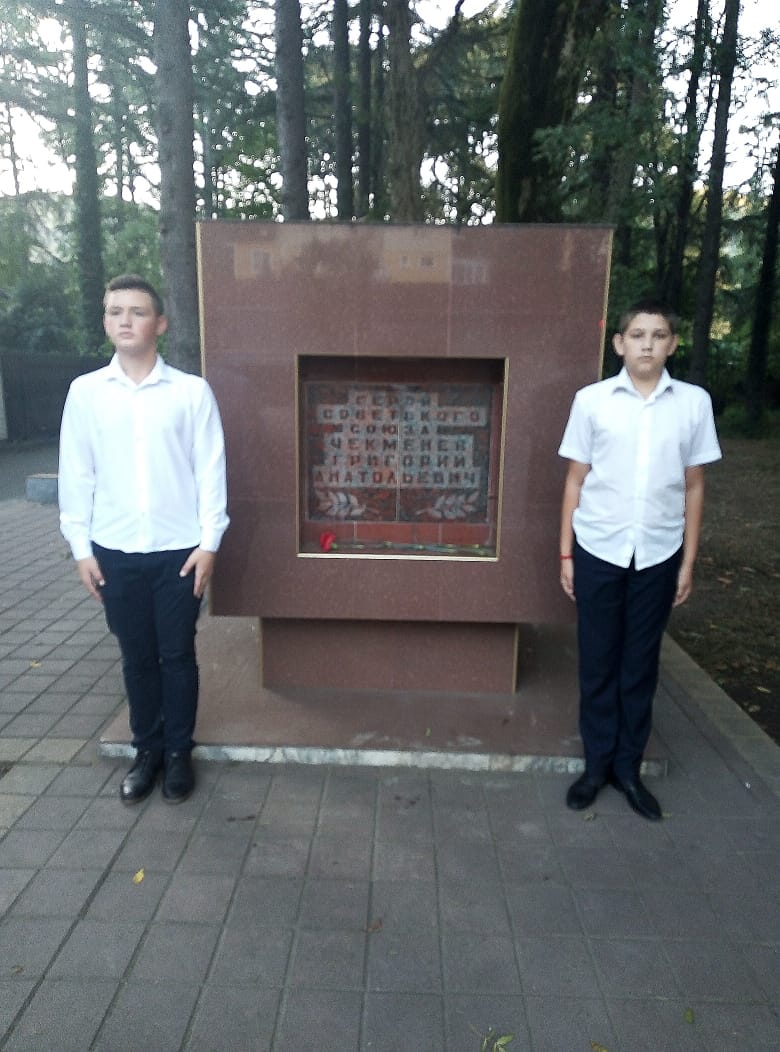 ГЕРОЙ
СОВЕТСКОГО
СОЮЗА
ЧЕКМЕНЕВ
ГРИГОРИЙ
АНАТОЛЬЕВИЧ